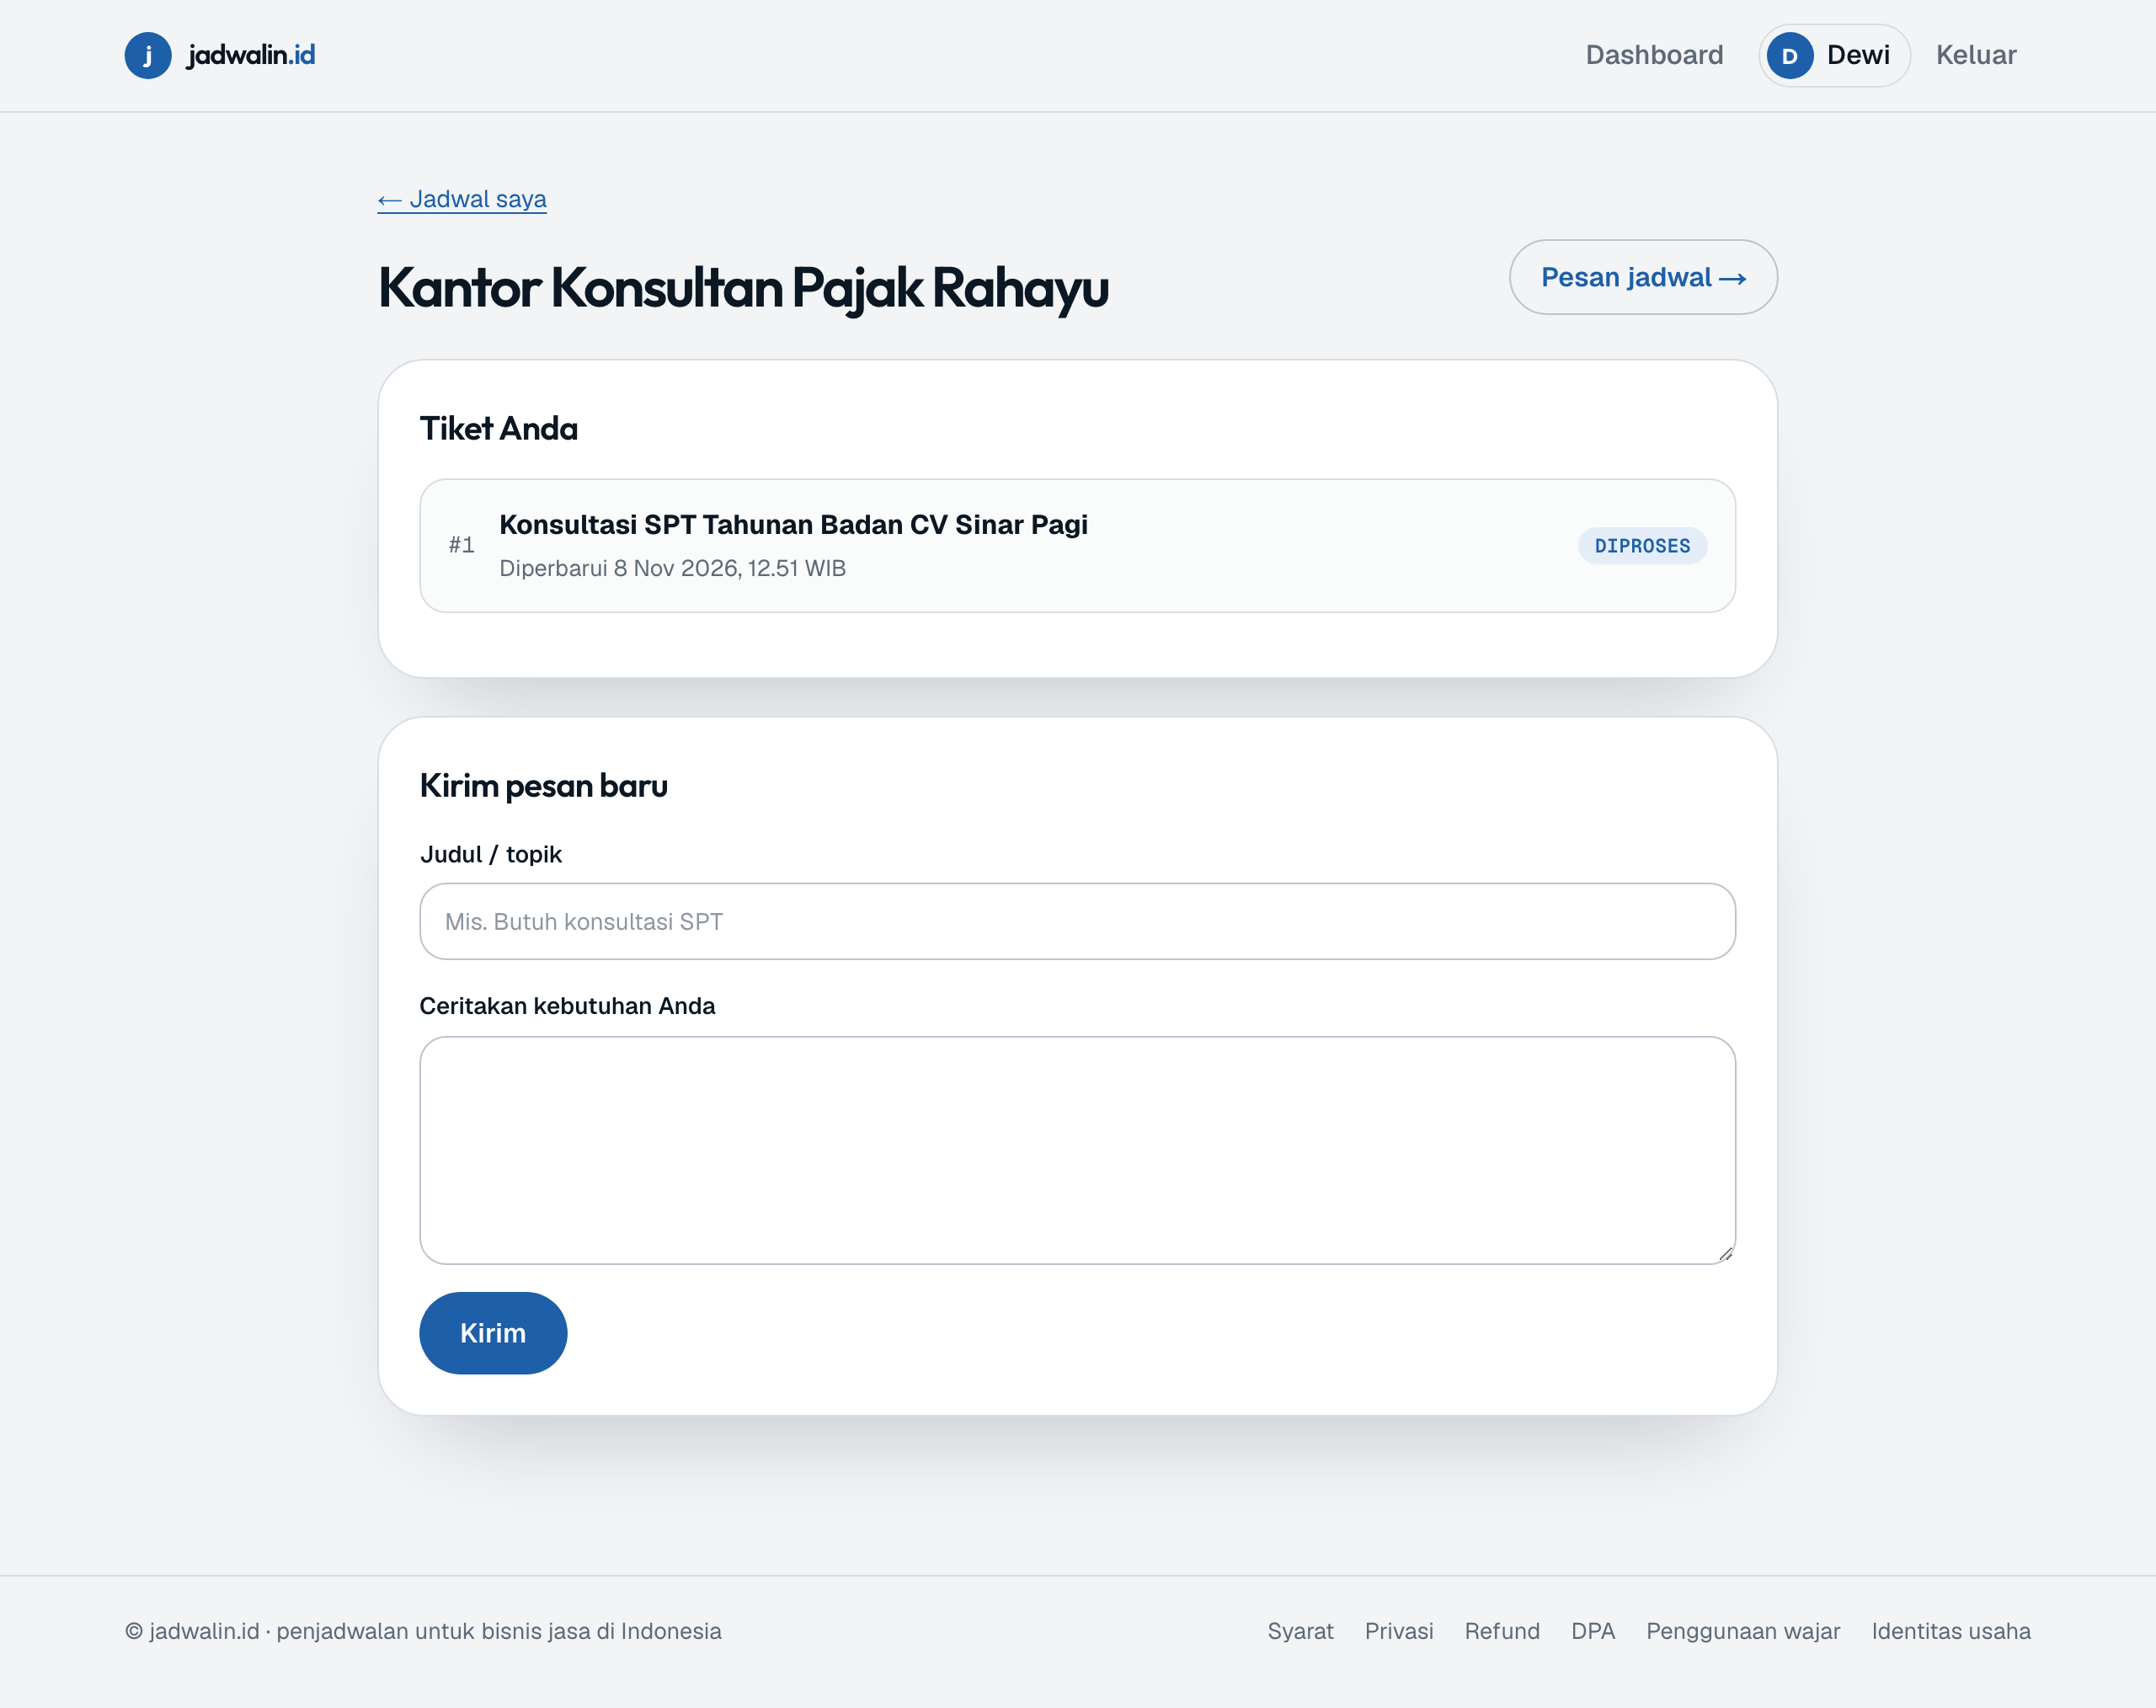 j jadwalin.id Dashboard D Dewi Keluar
← Jadwal saya
Kantor Konsultan Pajak Rahayu
Pesan jadwal →
Tiket Anda
#1
Konsultasi SPT Tahunan Badan CV Sinar Pagi
Diperbarui 8 Nov 2026, 12.51 WIB
DIPROSES
Kirim pesan baru
Judul / topik
Mis. Butuh konsultasi SPT
Ceritakan kebutuhan Anda
Kirim
© jadwalin.id · penjadwalan untuk bisnis jasa di Indonesia
Syarat Privasi Refund DPA Penggunaan wajar Identitas usaha